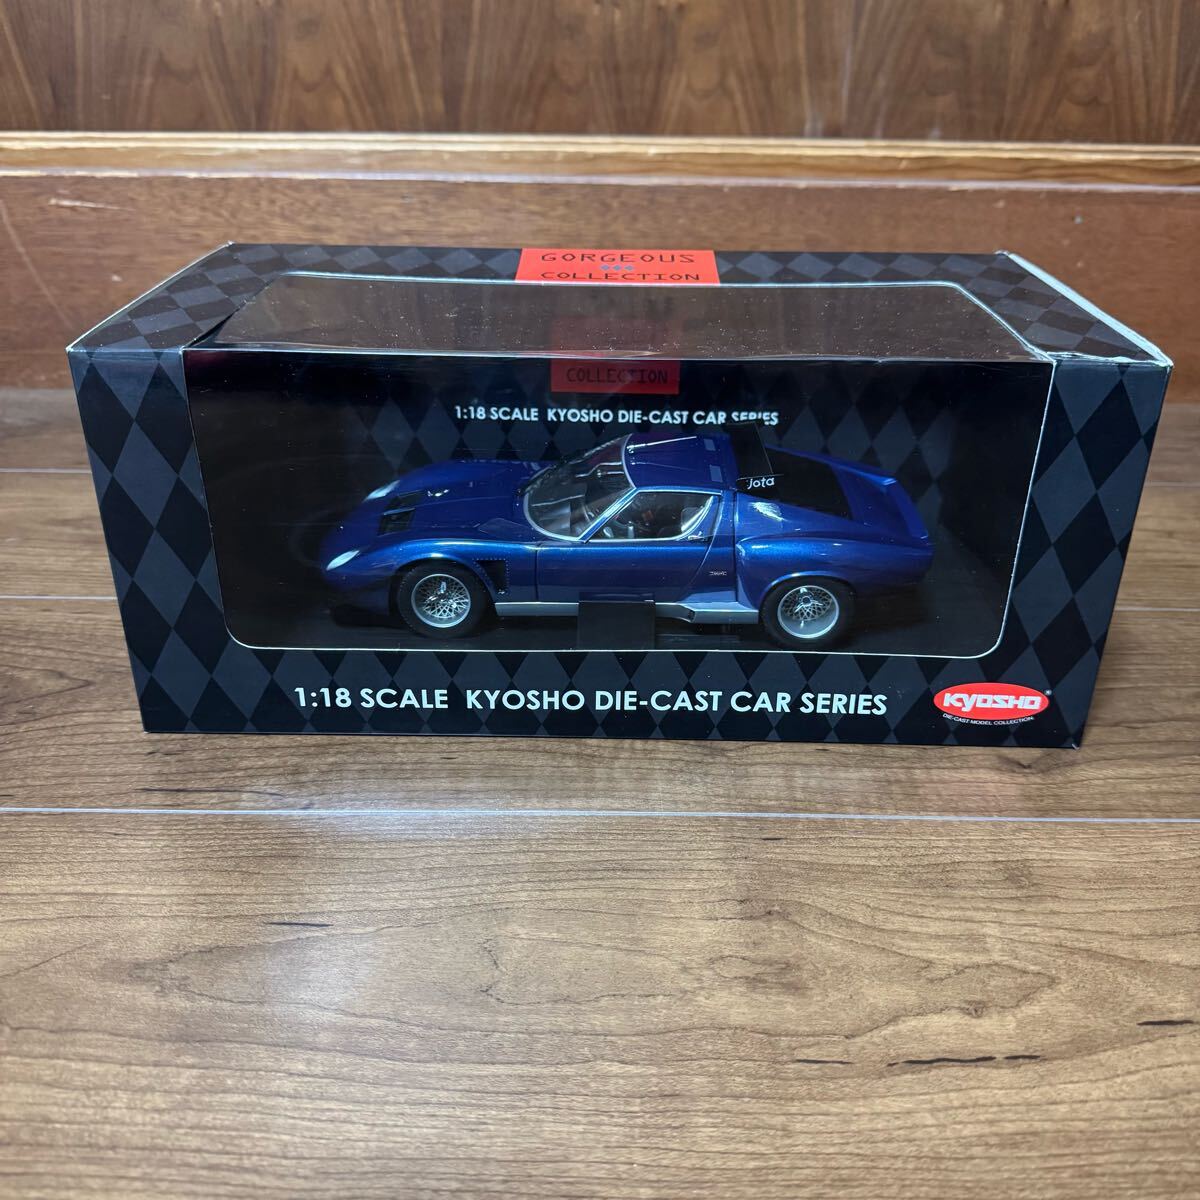 GORGEOUS
COLLECTION
COLLECTION
1:18 SCALE KYOSHO DIE-CAST CAR SERIES
Jota
1:18 SCALE KYOSHO DIE-CAST CAR SERIES
KYOSHO®
DIE-CAST MODEL COLLECTION